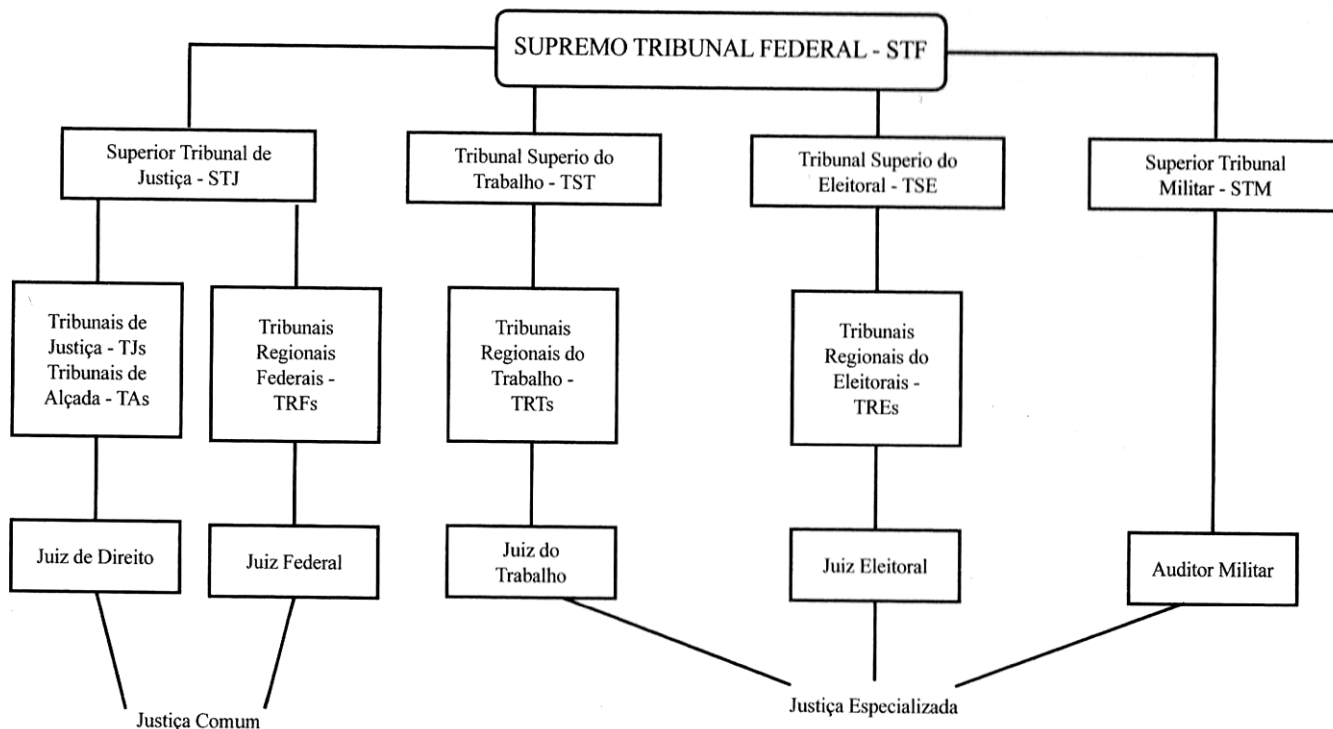 SUPREMO TRIBUNAL FEDERAL - STF
Superior Tribunal de
Justiça - STJ
Tribunal Superio do
Trabalho - TST
Tribunal Superio do
Eleitoral - TSE
Superior Tribunal
Militar - STM
Tribunais de
Justiça - TJs
Tribunais de
Alçada - TAs
Tribunais
Regionais
Federais -
TRFs
Tribunais
Regionais do
Trabalho -
TRTs
Tribunais
Regionais do
Eleitorais -
TREs
Juiz de Direito
Juiz Federal
Juiz do
Trabalho
Juiz Eleitoral
Auditor Militar
Justiça Comum
Justiça Especializada